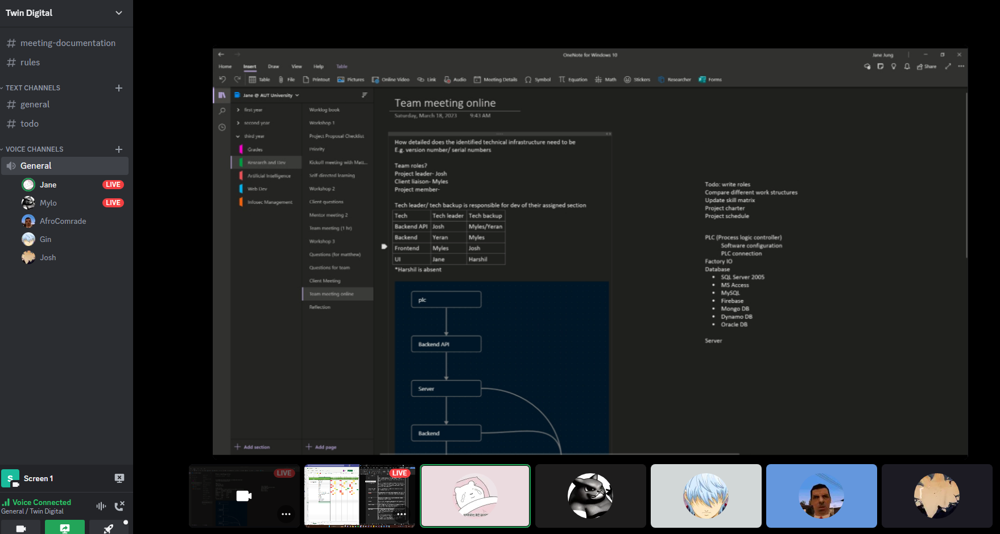 Twin Digital
# meeting-documentation
# rules
TEXT CHANNELS
# general
# todo
VOICE CHANNELS
General
Jane LIVE
Mylo LIVE
AfroComrade
Gin
Josh
Screen 1
Voice Connected
General / Twin Digital
OneNote for Windows 10
Jane Jung
Home Insert Draw View Help Table
Share
Table File Printout Pictures Online Video Link Audio Meeting Details Symbol Equation Math Stickers Researcher Forms
Jane @ AUT University
first year
second year
third year
Grades
Research and Dev
Artificial Intelligence
Web Dev
Infosec Management
Add section
Worklog book
Workshop 1
Project Proposal Checklist
Priority
Kickoff meeting with Matt...
Self directed learning
Workshop 2
Client questions
Mentor meeting 2
Team meeting (1 hr)
Workshop 3
Questions (for matthew)
Questions for team
Client Meeting
Team meeting online
Reflection
Add page
Team meeting online
Saturday, March 18, 2023 9:43 AM
How detailed does the identified technical infrastructure need to be
E.g. version number/ serial numbers
Team roles?
Project leader- Josh
Client liaison- Myles
Project member-
Tech leader/ tech backup is responsible for dev of their assigned section
Tech Tech leader Tech backup
Backend API Josh Myles/Yeran
Backend Yeran Myles
Frontend Myles Josh
UI Jane Harshil
*Harshil is absent
plc
Backend API
Server
Backend
Todo: write roles
Compare different work structures
Update skill matrix
Project charter
Project schedule
PLC (Process logic controller)
Software configuration
PLC connection
Factory IO
Database
• SQL Server 2005
• MS Access
• MySQL
• Firebase
• Mongo DB
• Dynamo DB
• Oracle DB
Server
LIVE
LIVE